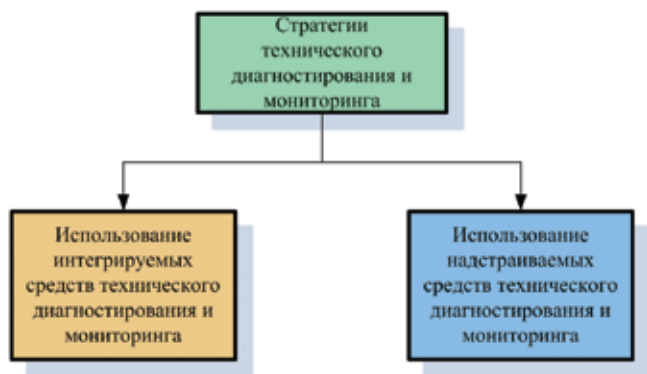 Стратегии
технического
диагностирования и
мониторинга
Использование
интегрируемых
средств технического
диагностирования и
мониторинга
Использование
надстраиваемых
средств технического
диагностирования и
мониторинга